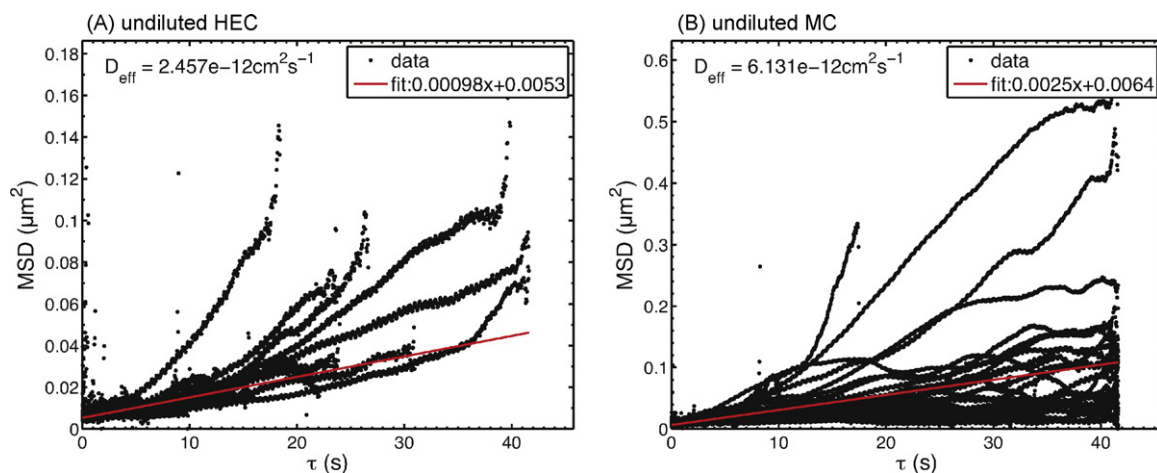 (A) undiluted HEC
D_eff = 2.457e−12cm²s⁻¹
data
fit:0.00098x+0.0053
0.18
0.16
0.14
0.12
0.1
0.08
0.06
0.04
0.02
0
MSD (μm²)
0 10 20 30 40
τ (s)
(B) undiluted MC
D_eff = 6.131e−12cm²s⁻¹
data
fit:0.0025x+0.0064
0.6
0.5
0.4
0.3
0.2
0.1
0
MSD (μm²)
0 10 20 30 40
τ (s)